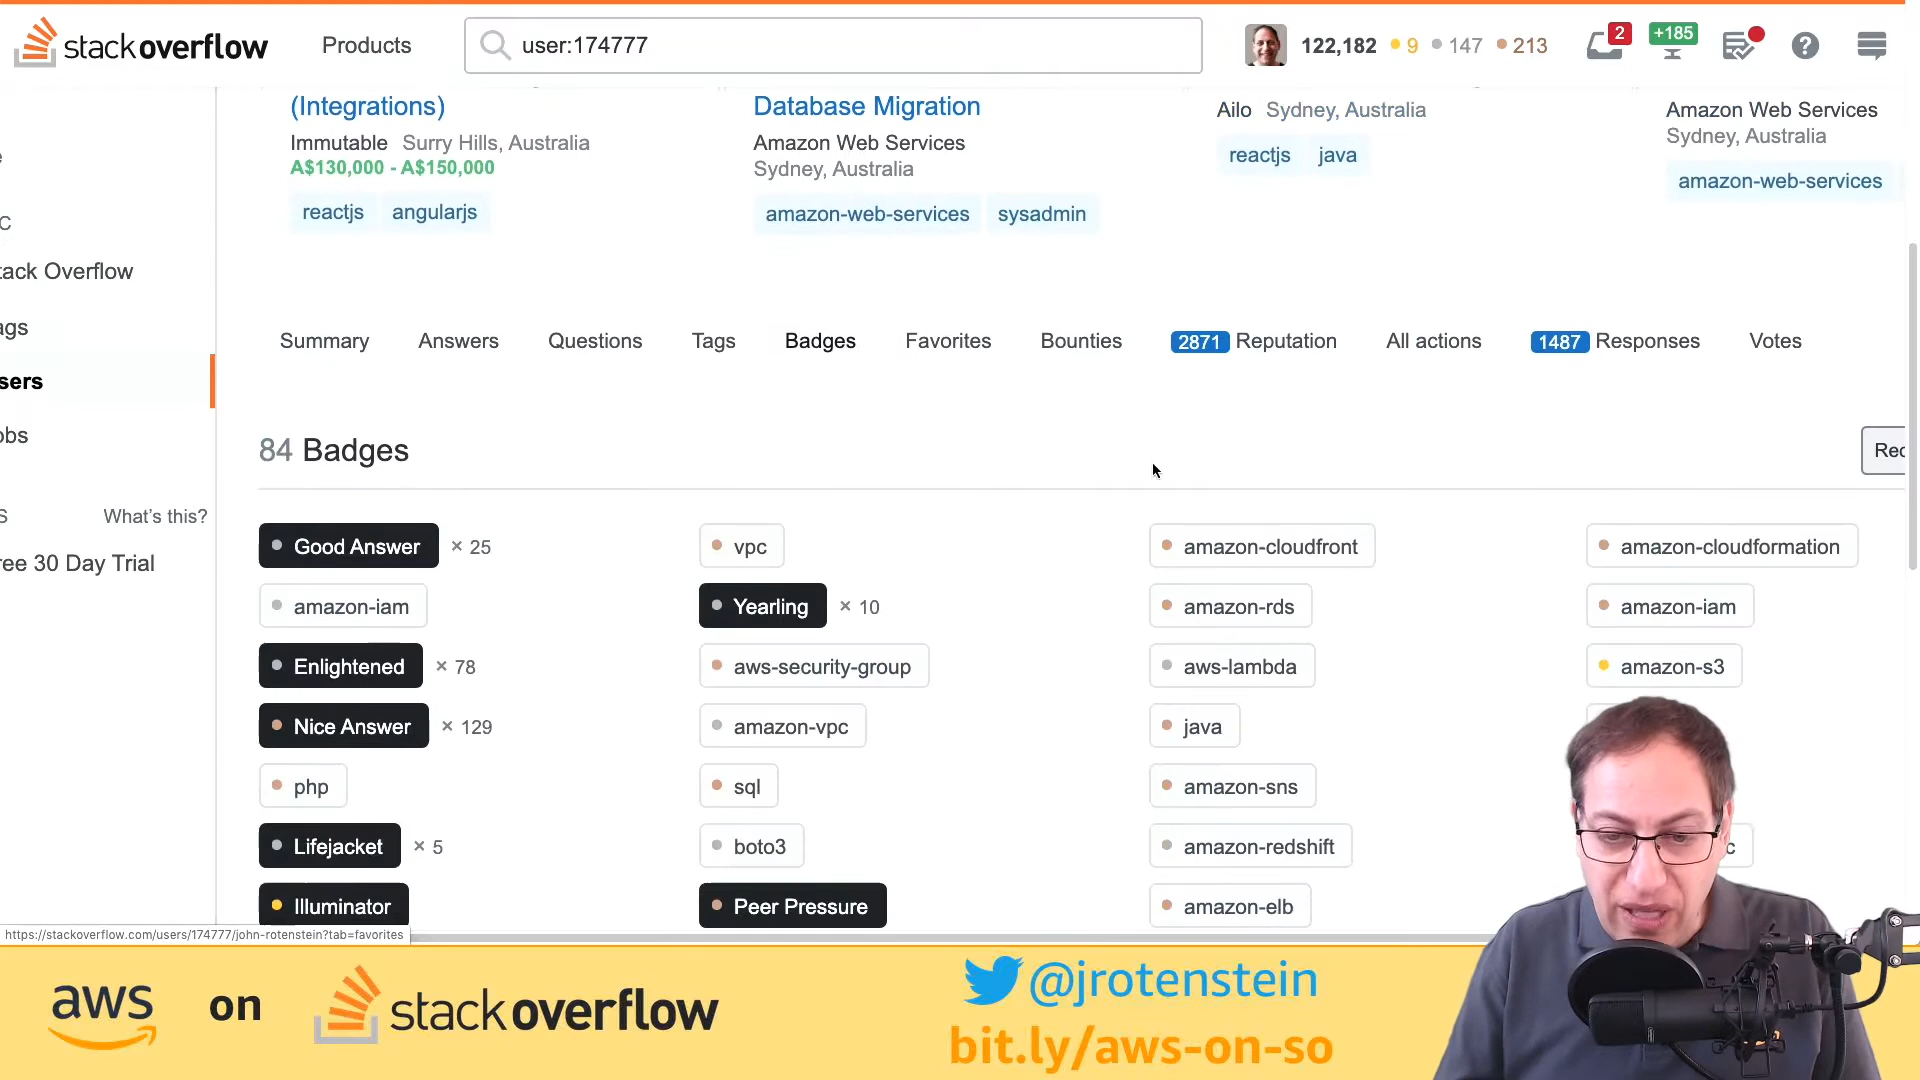 stackoverflow Products user:174777 122,182 9 147 213 2 +185
(Integrations)
Immutable Surry Hills, Australia
A$130,000 - A$150,000
reactjs angularjs
Database Migration
Amazon Web Services
Sydney, Australia
amazon-web-services sysadmin
Ailo Sydney, Australia
reactjs java
Amazon Web Services
Sydney, Australia
amazon-web-services
C
tack Overflow
ags
sers
obs
S What's this?
ree 30 Day Trial
Summary Answers Questions Tags Badges Favorites Bounties 2871 Reputation All actions 1487 Responses Votes
84 Badges Rec
Good Answer × 25 vpc amazon-cloudfront amazon-cloudformation
amazon-iam Yearling × 10 amazon-rds amazon-iam
Enlightened × 78 aws-security-group aws-lambda amazon-s3
Nice Answer × 129 amazon-vpc java
php sql amazon-sns
Lifejacket × 5 boto3 amazon-redshift c
Illuminator Peer Pressure amazon-elb
https://stackoverflow.com/users/174777/john-rotenstein?tab=favorites
aws on stackoverflow
@jrotenstein
bit.ly/aws-on-so